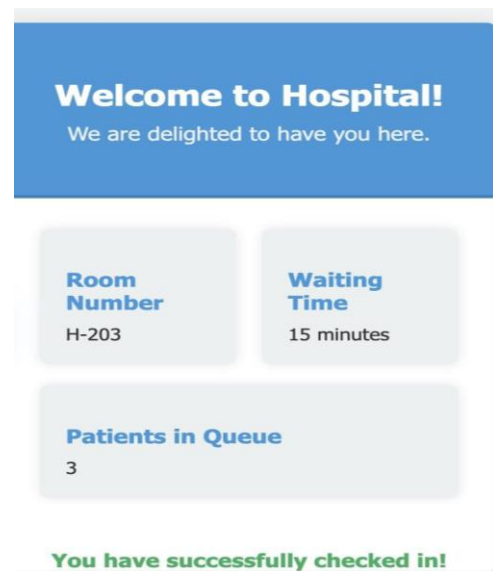 Welcome to Hospital!
We are delighted to have you here.
Room
Number
H-203
Waiting
Time
15 minutes
Patients in Queue
3
You have successfully checked in!